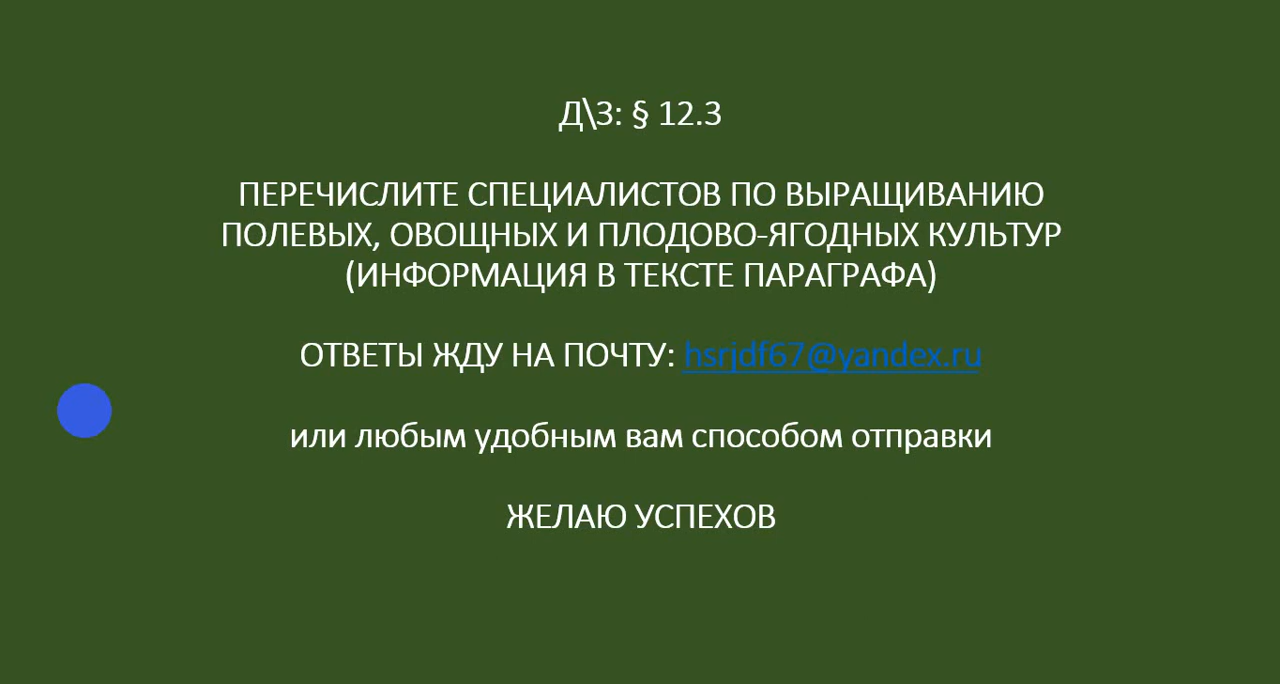 Д\З: § 12.3
ПЕРЕЧИСЛИТЕ СПЕЦИАЛИСТОВ ПО ВЫРАЩИВАНИЮ
ПОЛЕВЫХ, ОВОЩНЫХ И ПЛОДОВО-ЯГОДНЫХ КУЛЬТУР
(ИНФОРМАЦИЯ В ТЕКСТЕ ПАРАГРАФА)
ОТВЕТЫ ЖДУ НА ПОЧТУ: hsrjdf67@yandex.ru
или любым удобным вам способом отправки
ЖЕЛАЮ УСПЕХОВ